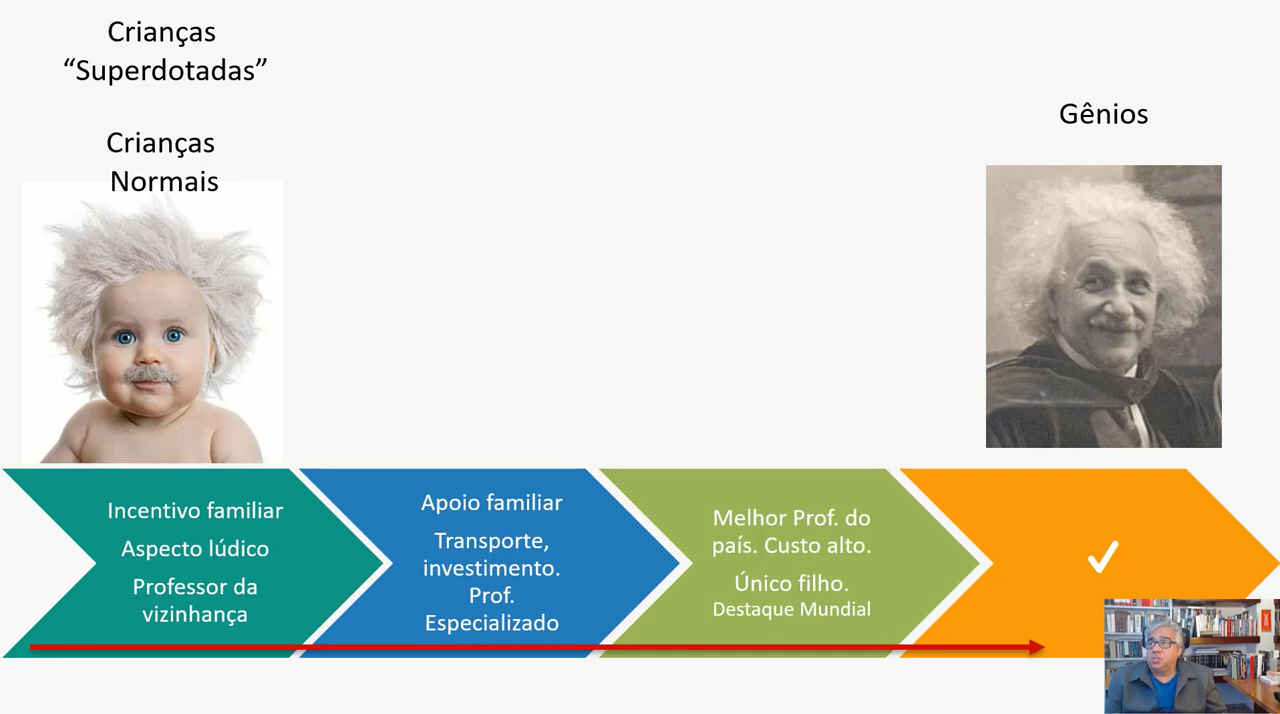 Crianças
“Superdotadas”
Crianças
Normais
Gênios
Incentivo familiar
Aspecto lúdico
Professor da
vizinhança
Apoio familiar
Transporte,
investimento.
Prof.
Especializado
Melhor Prof. do
país. Custo alto.
Único filho.
Destaque Mundial